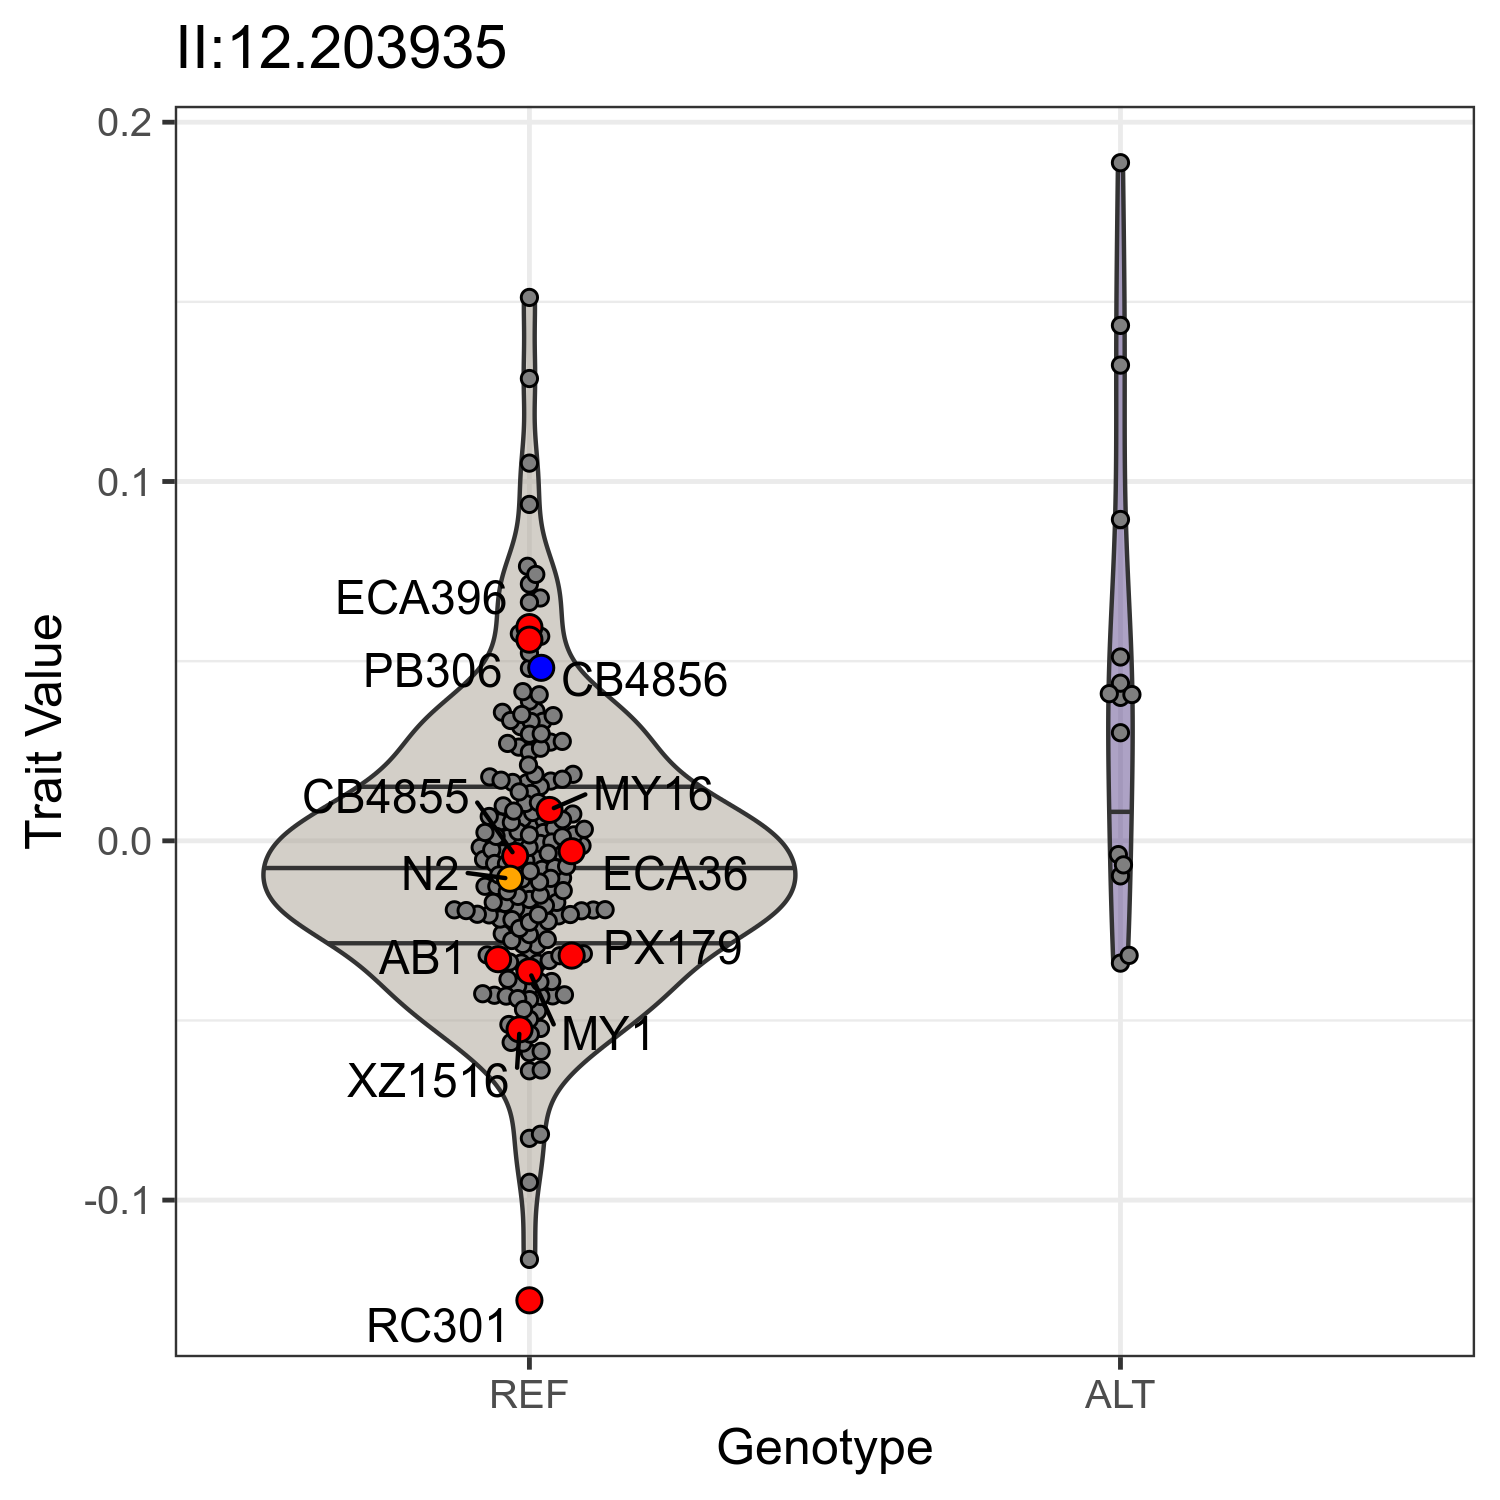 II:12.203935
0.2
0.1
0.0
-0.1
Trait Value
ECA396
PB306
CB4856
CB4855
MY16
N2
ECA36
AB1
PX179
MY1
XZ1516
RC301
REF
ALT
Genotype